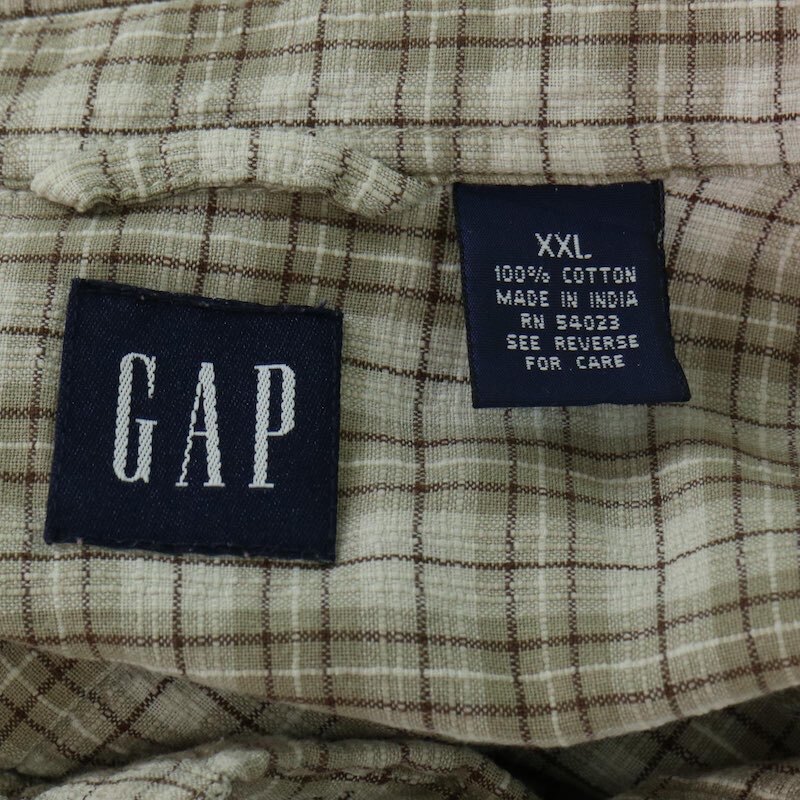 GAP
XXL
100% COTTON
MADE IN INDIA
RN 54023
SEE REVERSE
FOR CARE